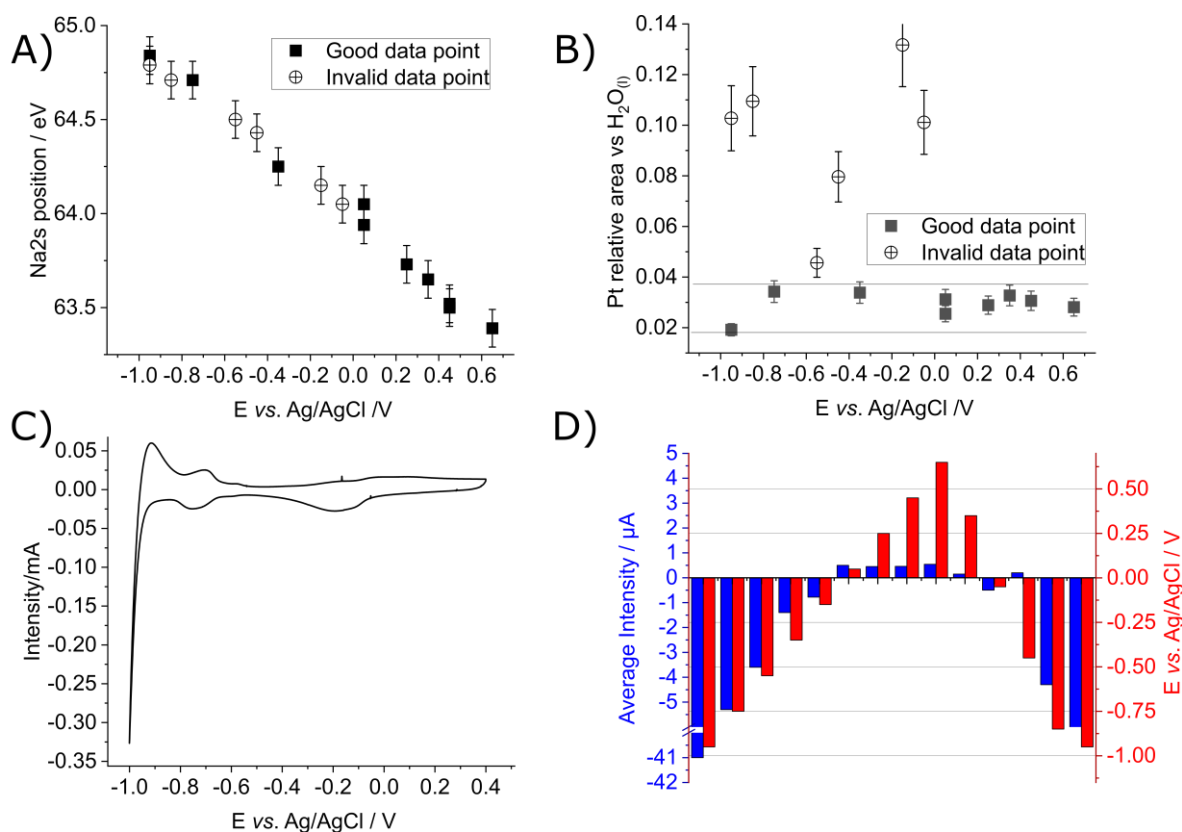 A)
65.0
64.5
64.0
63.5
Na2s position / eV
Good data point
Invalid data point
-1.0 -0.8 -0.6 -0.4 -0.2 0.0 0.2 0.4 0.6
E vs. Ag/AgCl /V
B)
0.14
0.12
0.10
0.08
0.06
0.04
0.02
Pt relative area vs H₂O₍l₎
Good data point
Invalid data point
-1.0 -0.8 -0.6 -0.4 -0.2 0.0 0.2 0.4 0.6
E vs. Ag/AgCl /V
C)
0.05
0.00
-0.05
-0.10
-0.15
-0.20
-0.25
-0.30
-0.35
Intensity/mA
-1.0 -0.8 -0.6 -0.4 -0.2 0.0 0.2 0.4
E vs. Ag/AgCl / V
D)
5
4
3
2
1
0
-1
-2
-3
-4
-5
-41
-42
Average Intensity / µA
0.50
0.25
0.00
-0.25
-0.50
-0.75
-1.00
E vs. Ag/AgCl / V